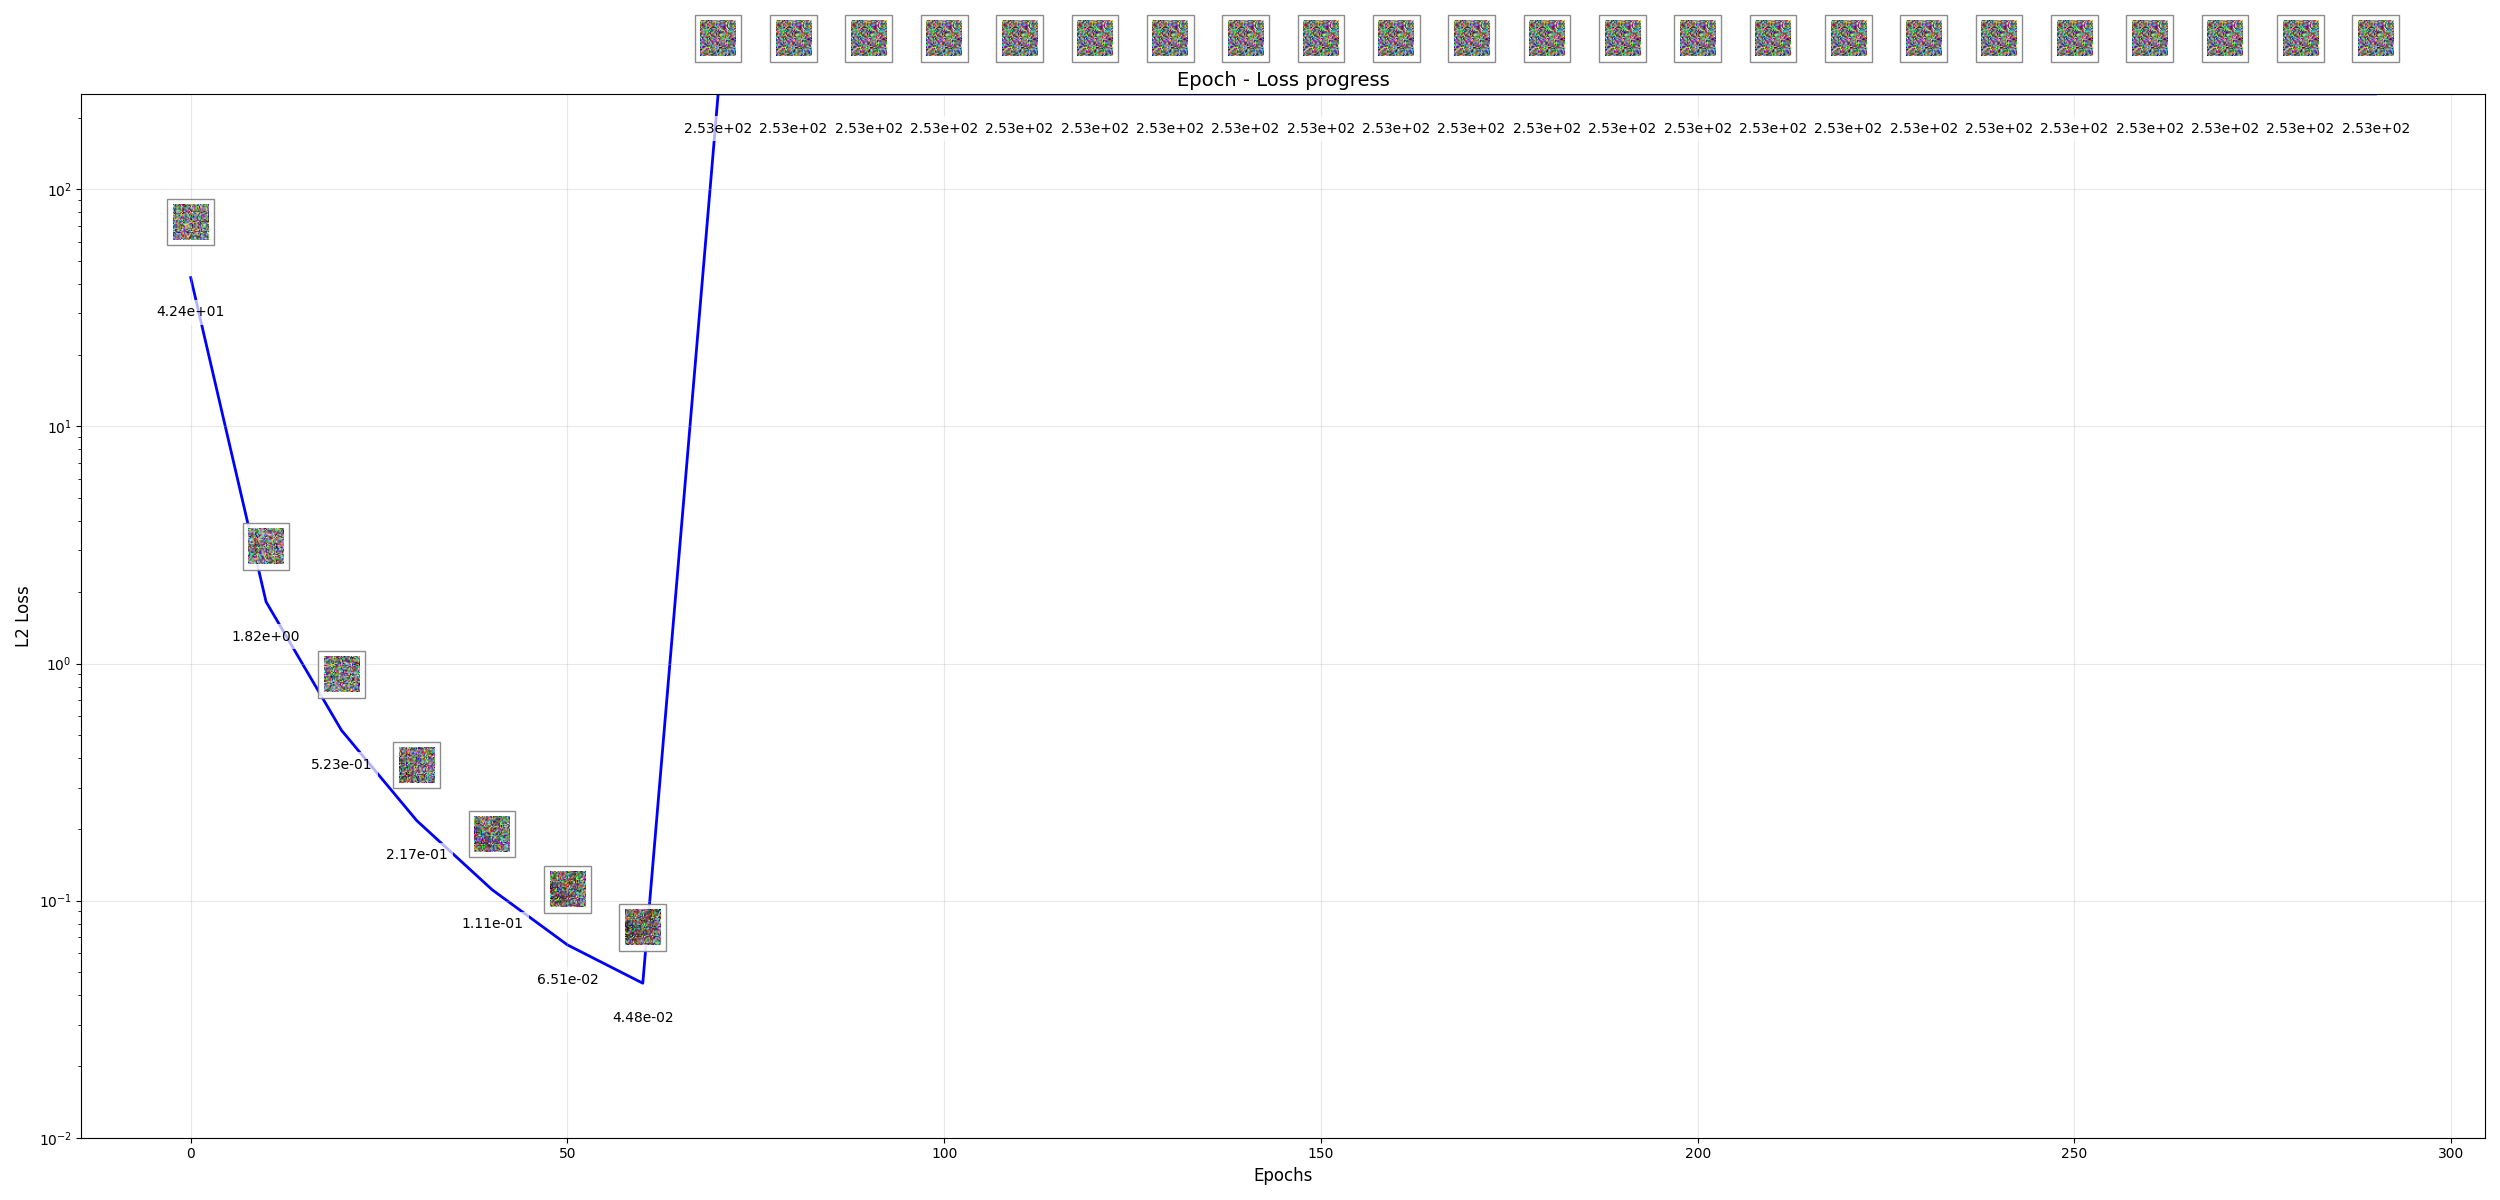 Epoch - Loss progress
2.53e+02 2.53e+02 2.53e+02 2.53e+02 2.53e+02 2.53e+02 2.53e+02 2.53e+02 2.53e+02 2.53e+02 2.53e+02 2.53e+02 2.53e+02 2.53e+02 2.53e+02 2.53e+02 2.53e+02 2.53e+02 2.53e+02 2.53e+02 2.53e+02 2.53e+02 2.53e+02
10²
4.24e+01
10¹
L2 Loss
1.82e+00
10⁰
5.23e-01
2.17e-01
10⁻¹
1.11e-01
6.51e-02
4.48e-02
10⁻²
0 50 100 150 200 250 300
Epochs